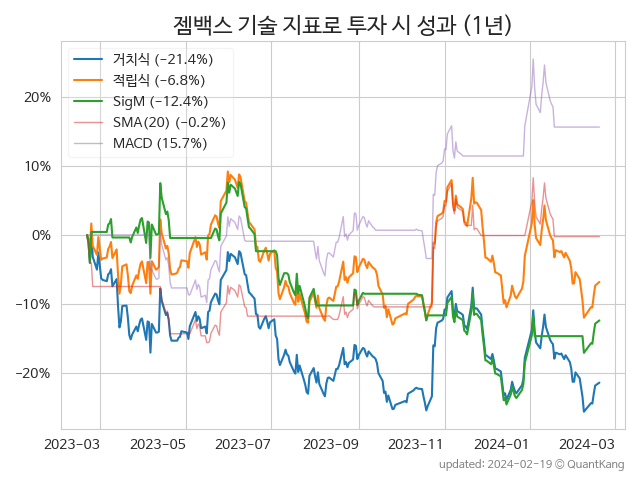 젬백스 기술 지표로 투자 시 성과 (1년)
거치식 (−21.4%)
적립식 (−6.8%)
SigM (−12.4%)
SMA(20) (−0.2%)
MACD (15.7%)
20%
10%
0%
−10%
−20%
2023-03 2023-05 2023-07 2023-09 2023-11 2024-01 2024-03
updated: 2024-02-19 © QuantKang